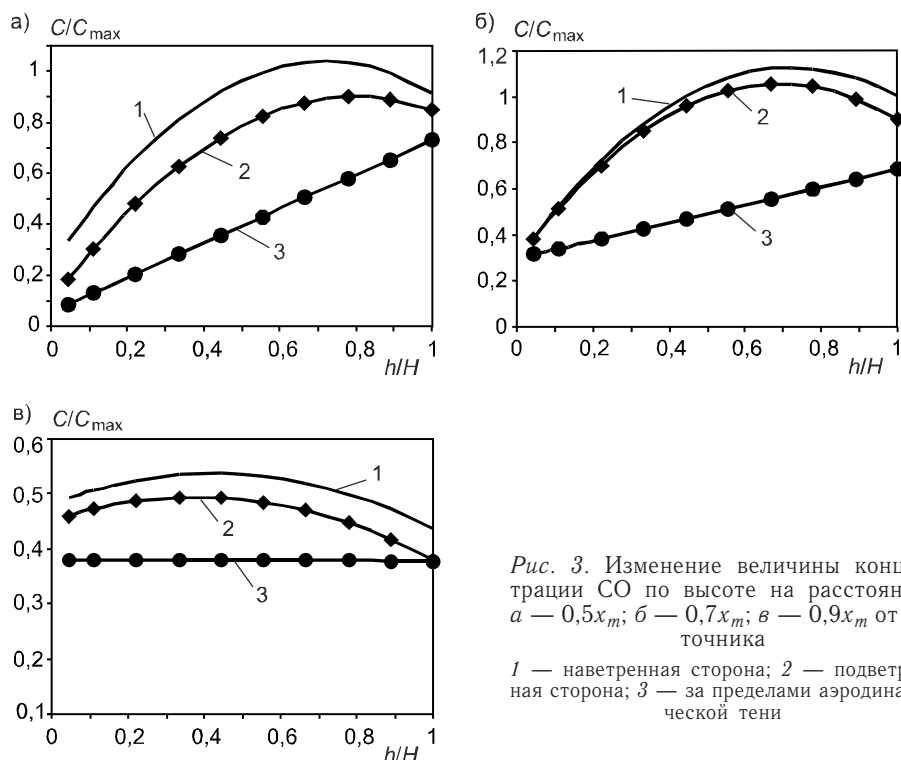 а) C/Cmax
1
0,8
0,6
0,4
0,2
0
0 0,2 0,4 0,6 0,8 1
h/H
1
2
3
б) C/Cmax
1,2
1
0,8
0,6
0,4
0,2
0
0 0,2 0,4 0,6 0,8 1
h/H
1
2
3
в) C/Cmax
0,6
0,5
0,4
0,3
0,2
0,1
0 0,2 0,4 0,6 0,8 1
h/H
1
2
3
Рис. 3. Изменение величины конц
трации СО по высоте на расстоян
а — 0,5xm; б — 0,7xm; в — 0,9xm от
точника
1 — наветренная сторона; 2 — подветр
ная сторона; 3 — за пределами аэродина
ческой тени